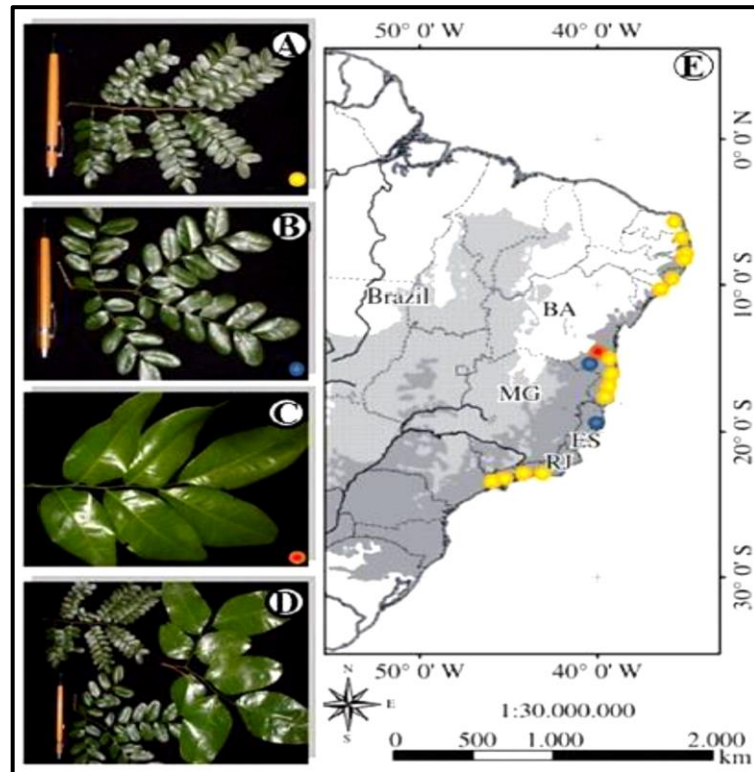 A
B
C
D
E
50° 0' W
40° 0' W
0° 0' N
10° 0' S
20° 0' S
30° 0' S
Brazil
BA
MG
ES
RJ
50° 0' W
40° 0' W
N
E
S
1:30.000.000
0
500
1.000
2.000
km